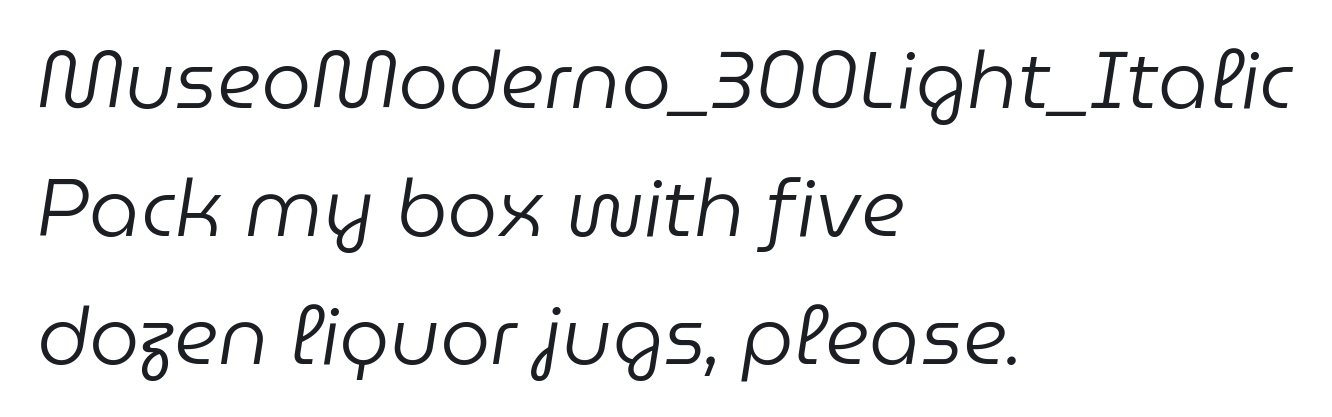 MuseoModerno_300Light_Italic
Pack my box with five
dozen liquor jugs, please.